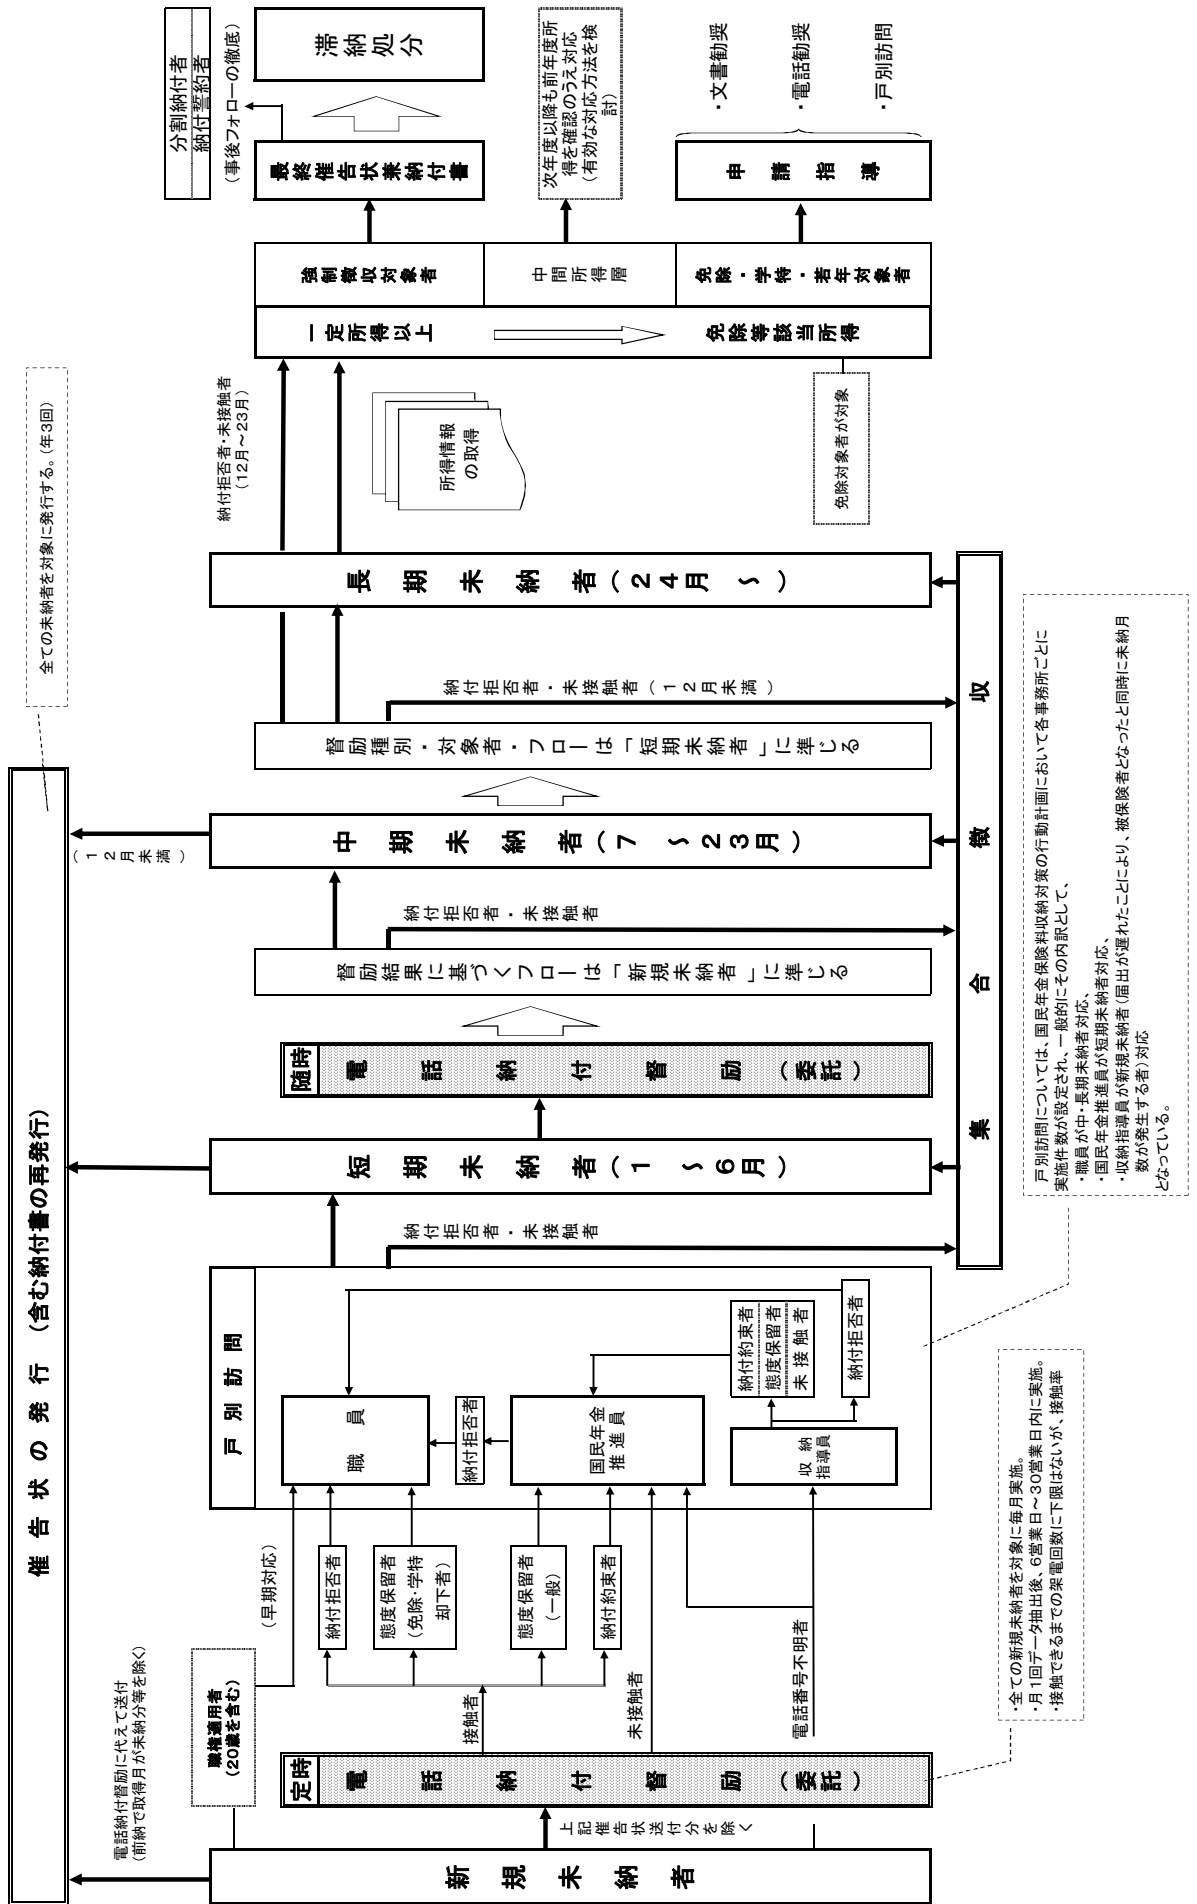 催告状の発行（含む納付書の再発行）
全ての未納者を対象に発行する。（年3回）
電話納付督励に代えて送付
（前納で取得月が未納分等を除く）
新規未納者
職権適用者
（20歳を含む）
上記催告状送付分を除く
定時
電話納付督励（委託）
（早期対応）
接触者
未接触者
電話番号不明者
納付拒否者
態度保留者
（免除・学特
却下者）
態度保留者
（一般）
納付約束者
戸別訪問
職員
納付拒否者
国民年金
推進員
収納
指導員
納付約束者
態度保留者
未接触者
納付拒否者
納付拒否者・未接触者
短期未納者（1～6月）
随時
電話納付督励（委託）
督励結果に基づくフローは「新規未納者」に準じる
納付拒否者・未接触者
（12月未満）
中期未納者（7～23月）
督励種別・対象者・フローは「短期未納者」に準じる
納付拒否者・未接触者（12月未満）
長期未納者（24月～）
集合徴収
納付拒否者・未接触者
（12月～23月）
所得情報
の取得
免除対象者が対象
一定所得以上
免除等該当所得
強制徴収対象者
中間所得層
免除・学特・若年対象者
最終催告状兼納付書
分割納付者
納付誓約者
（事後フォローの徹底）
滞納処分
次年度以降も前年度所
得を確認のうえ対応
（有効な対応方法を検
討）
申請指導
・文書勧奨
・電話勧奨
・戸別訪問
・全ての新規未納者を対象に毎月実施。
・月1回データ抽出後、6営業日～30営業日内に実施。
・接触できるまでの架電回数に下限はないが、接触率
戸別訪問については、国民年金保険料収納対策の行動計画において各事務所ごとに
実施件数が設定され、一般的にその内訳として、
・職員が中・長期未納者対応、
・国民年金推進員が短期未納者対応、
・収納指導員が新規未納者（届出が遅れたことにより、被保険者となったと同時に未納月
数が発生する者）対応
となっている。